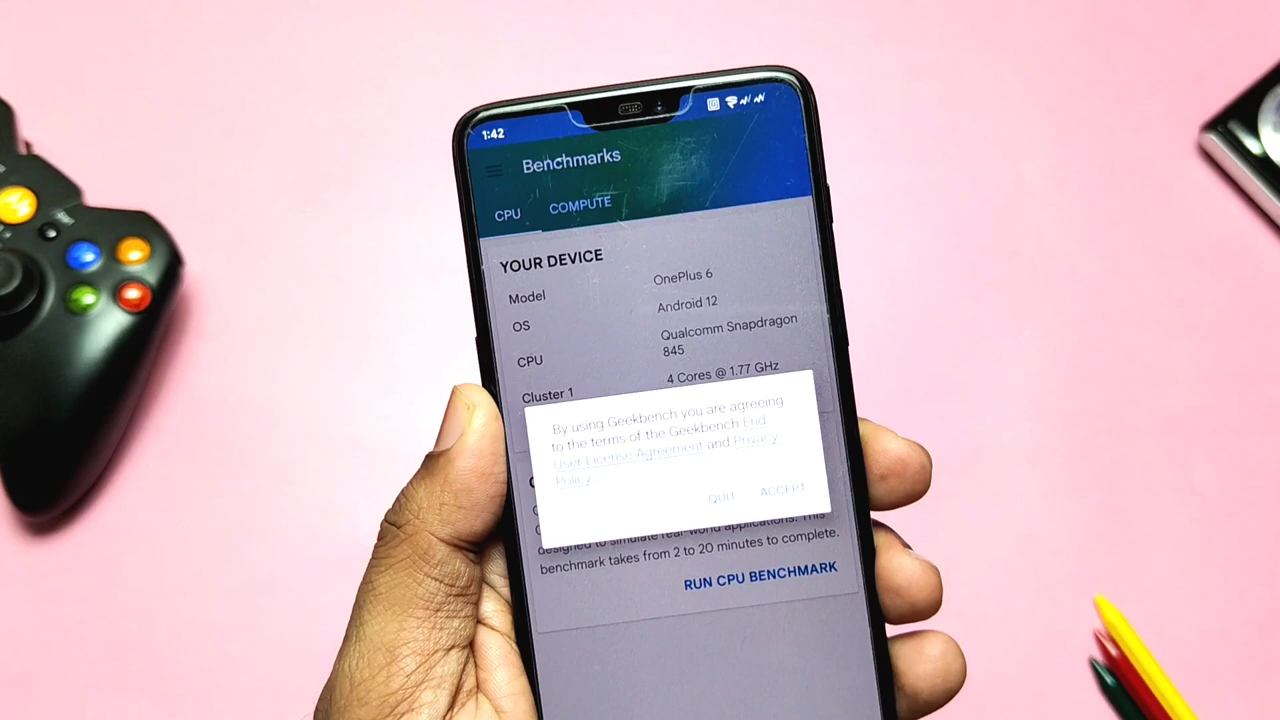 1:42
Benchmarks
CPU COMPUTE
YOUR DEVICE
Model OnePlus 6
OS Android 12
CPU Qualcomm Snapdragon
845
Cluster 1 4 Cores @ 1.77 GHz
By using Geekbench you are agreeing
to the terms of the Geekbench End
User License Agreement and Privacy
Policy.
QUIT ACCEPT
designed to simulate real-world applications. This
benchmark takes from 2 to 20 minutes to complete.
RUN CPU BENCHMARK